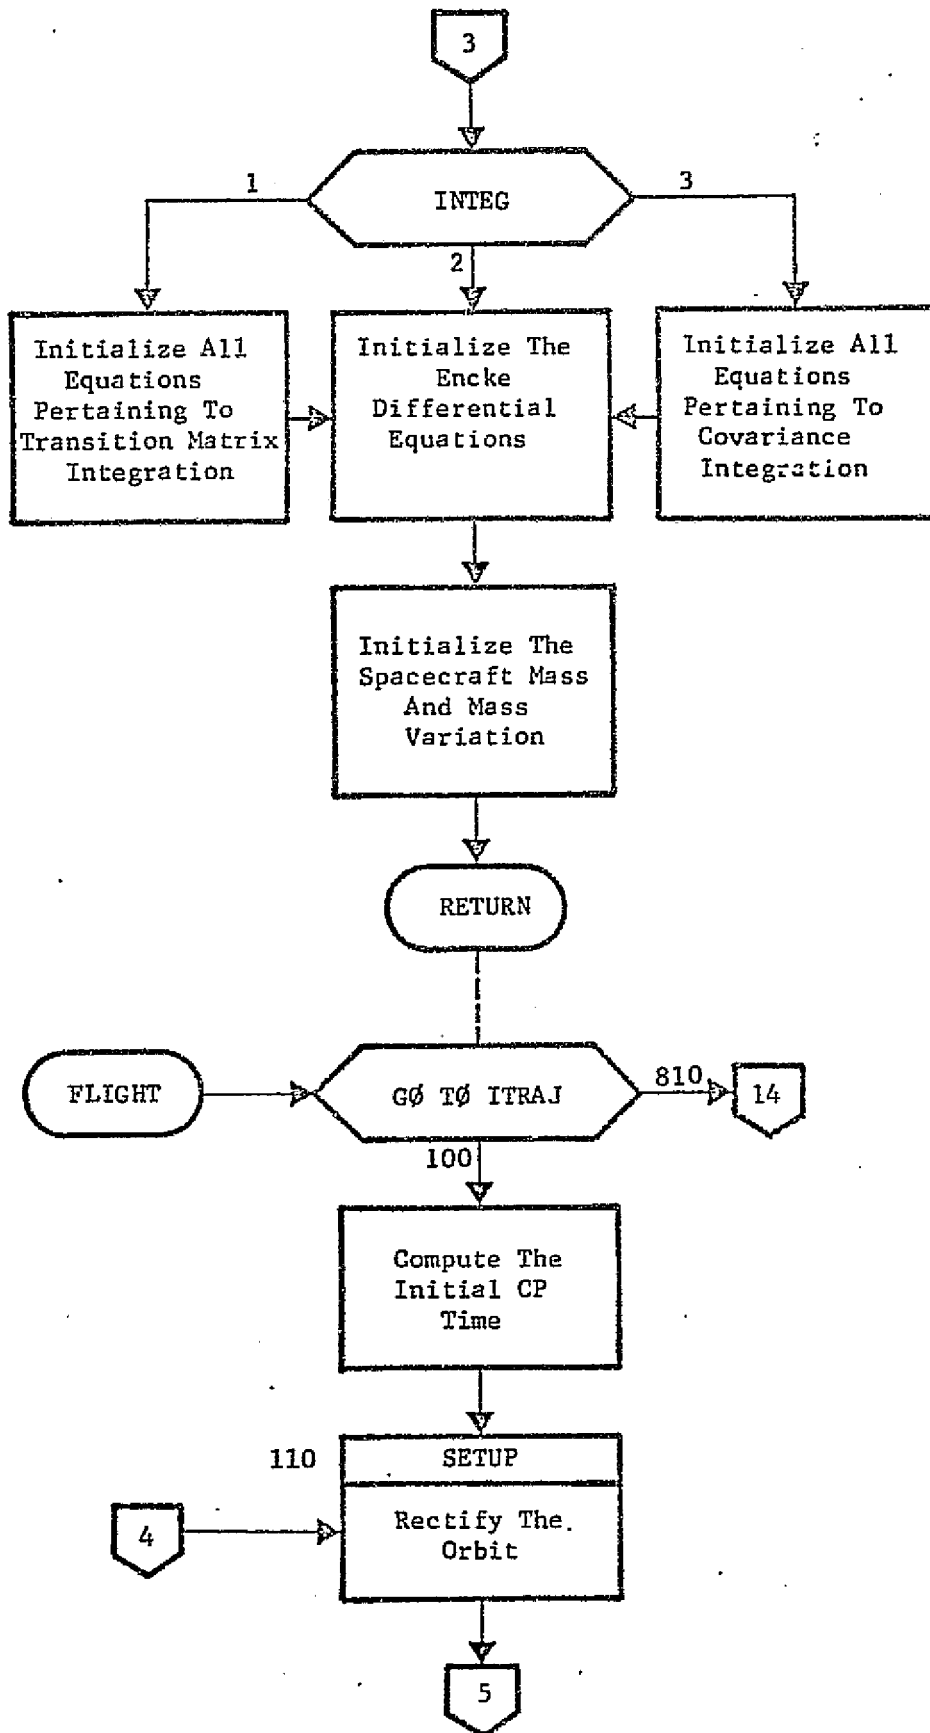 3
INTEG
1
2
3
Initialize All
Equations
Pertaining To
Transition Matrix
Integration
Initialize The
Encke
Differential
Equations
Initialize All
Equations
Pertaining To
Covariance
Integration
Initialize The
Spacecraft Mass
And Mass
Variation
RETURN
FLIGHT
GØ TØ ITRAJ
810
14
100
Compute The
Initial CP
Time
110
SETUP
4
Rectify The.
Orbit
5